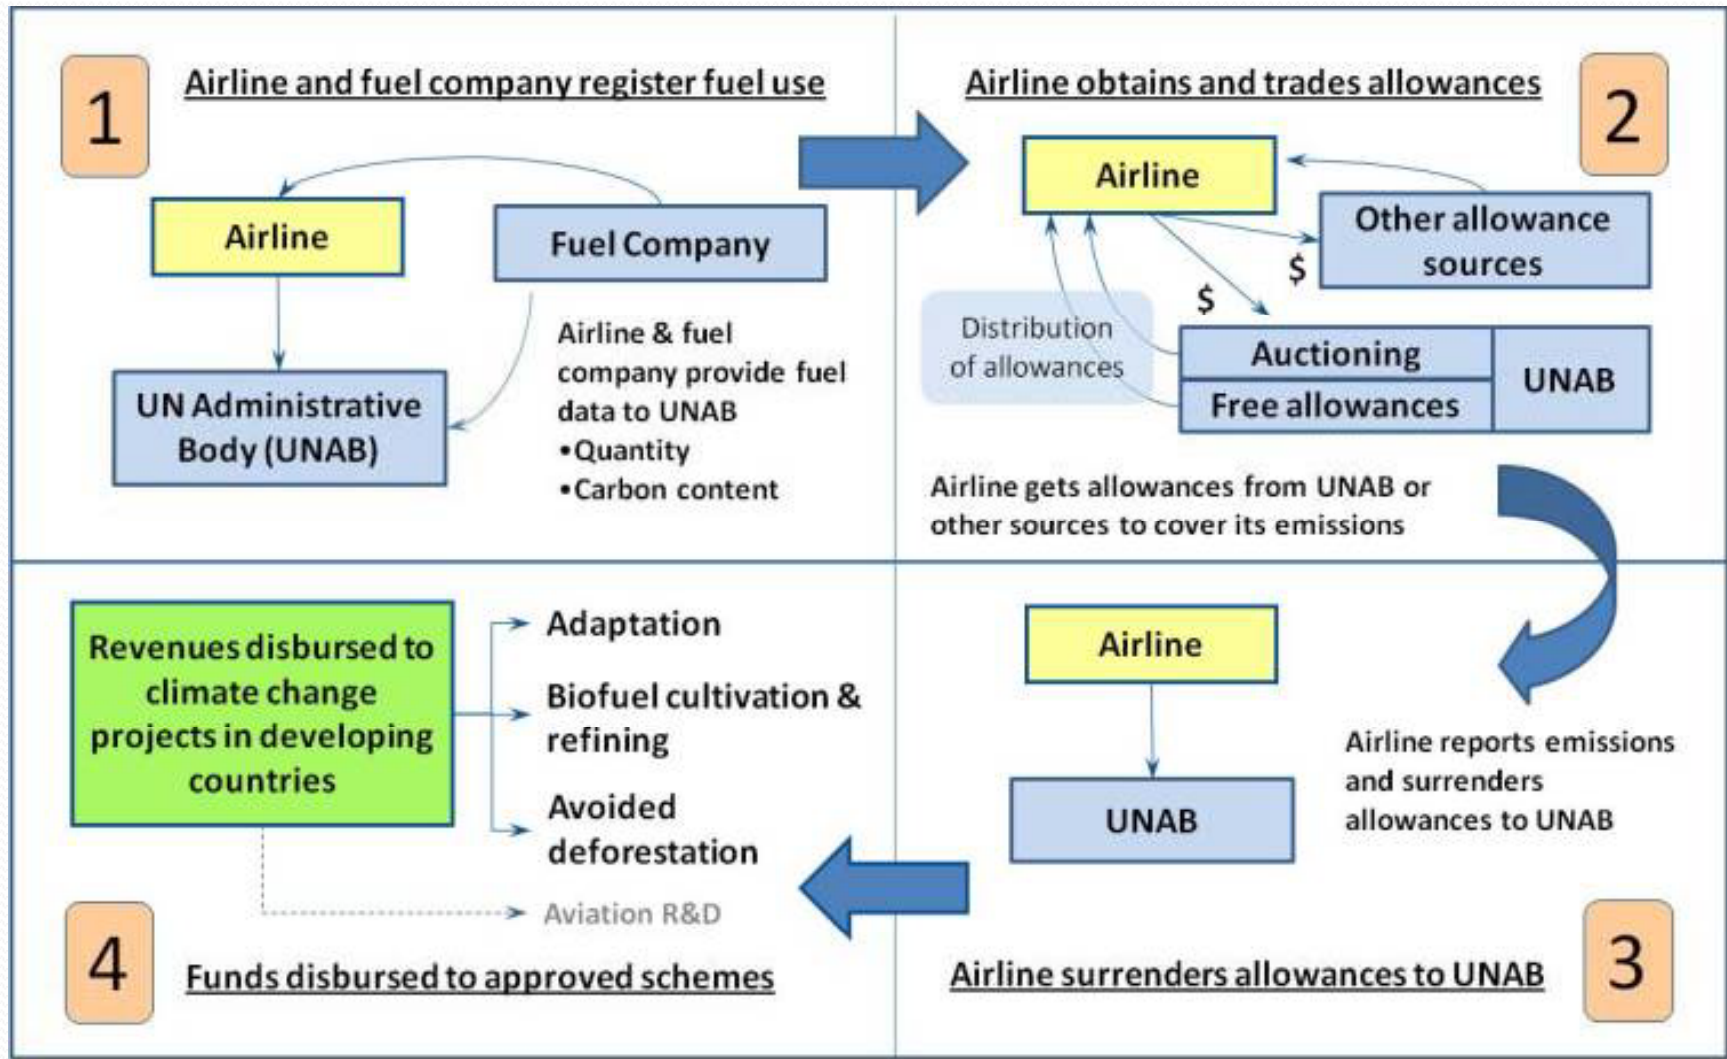 1
Airline and fuel company register fuel use
Airline
Fuel Company
UN Administrative
Body (UNAB)
Airline & fuel
company provide fuel
data to UNAB
•Quantity
•Carbon content
2
Airline obtains and trades allowances
Airline
Other allowance
sources
$
$
Distribution
of allowances
Auctioning
Free allowances
UNAB
Airline gets allowances from UNAB or
other sources to cover its emissions
Airline
UNAB
Airline reports emissions
and surrenders
allowances to UNAB
Airline surrenders allowances to UNAB
3
Revenues disbursed to
climate change
projects in developing
countries
Adaptation
Biofuel cultivation &
refining
Avoided
deforestation
Aviation R&D
4
Funds disbursed to approved schemes